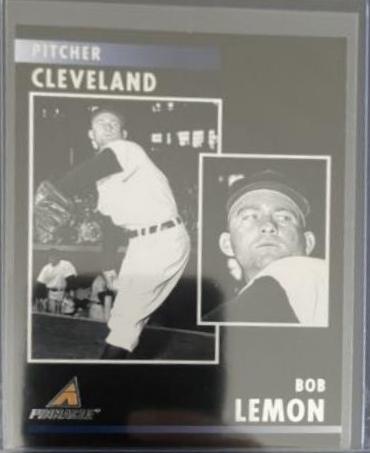 PITCHER
CLEVELAND
BOB
LEMON
PINNACLE